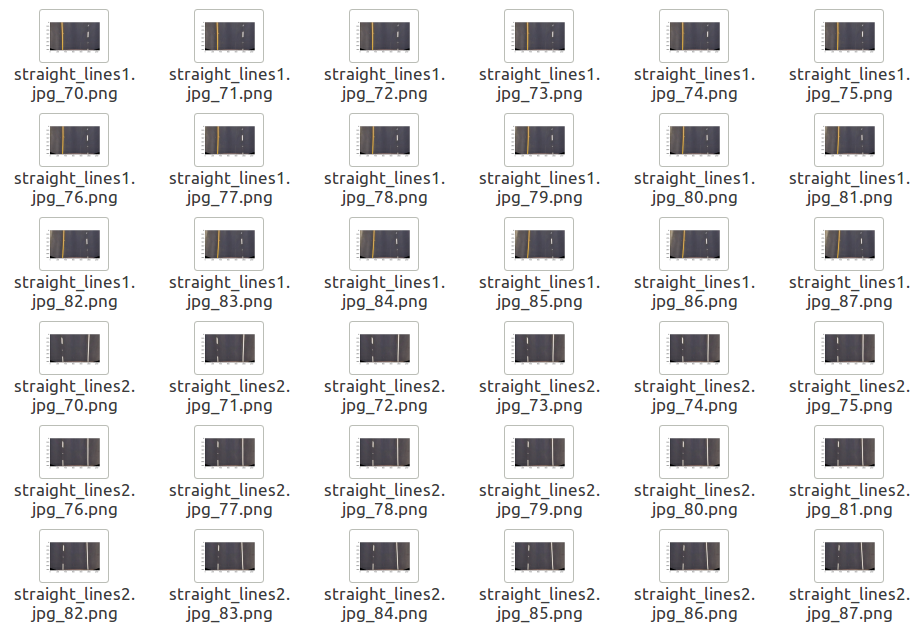 straight_lines1.
jpg_70.png
straight_lines1.
jpg_71.png
straight_lines1.
jpg_72.png
straight_lines1.
jpg_73.png
straight_lines1.
jpg_74.png
straight_lines1.
jpg_75.png
straight_lines1.
jpg_76.png
straight_lines1.
jpg_77.png
straight_lines1.
jpg_78.png
straight_lines1.
jpg_79.png
straight_lines1.
jpg_80.png
straight_lines1.
jpg_81.png
straight_lines1.
jpg_82.png
straight_lines1.
jpg_83.png
straight_lines1.
jpg_84.png
straight_lines1.
jpg_85.png
straight_lines1.
jpg_86.png
straight_lines1.
jpg_87.png
straight_lines2.
jpg_70.png
straight_lines2.
jpg_71.png
straight_lines2.
jpg_72.png
straight_lines2.
jpg_73.png
straight_lines2.
jpg_74.png
straight_lines2.
jpg_75.png
straight_lines2.
jpg_76.png
straight_lines2.
jpg_77.png
straight_lines2.
jpg_78.png
straight_lines2.
jpg_79.png
straight_lines2.
jpg_80.png
straight_lines2.
jpg_81.png
straight_lines2.
jpg_82.png
straight_lines2.
jpg_83.png
straight_lines2.
jpg_84.png
straight_lines2.
jpg_85.png
straight_lines2.
jpg_86.png
straight_lines2.
jpg_87.png